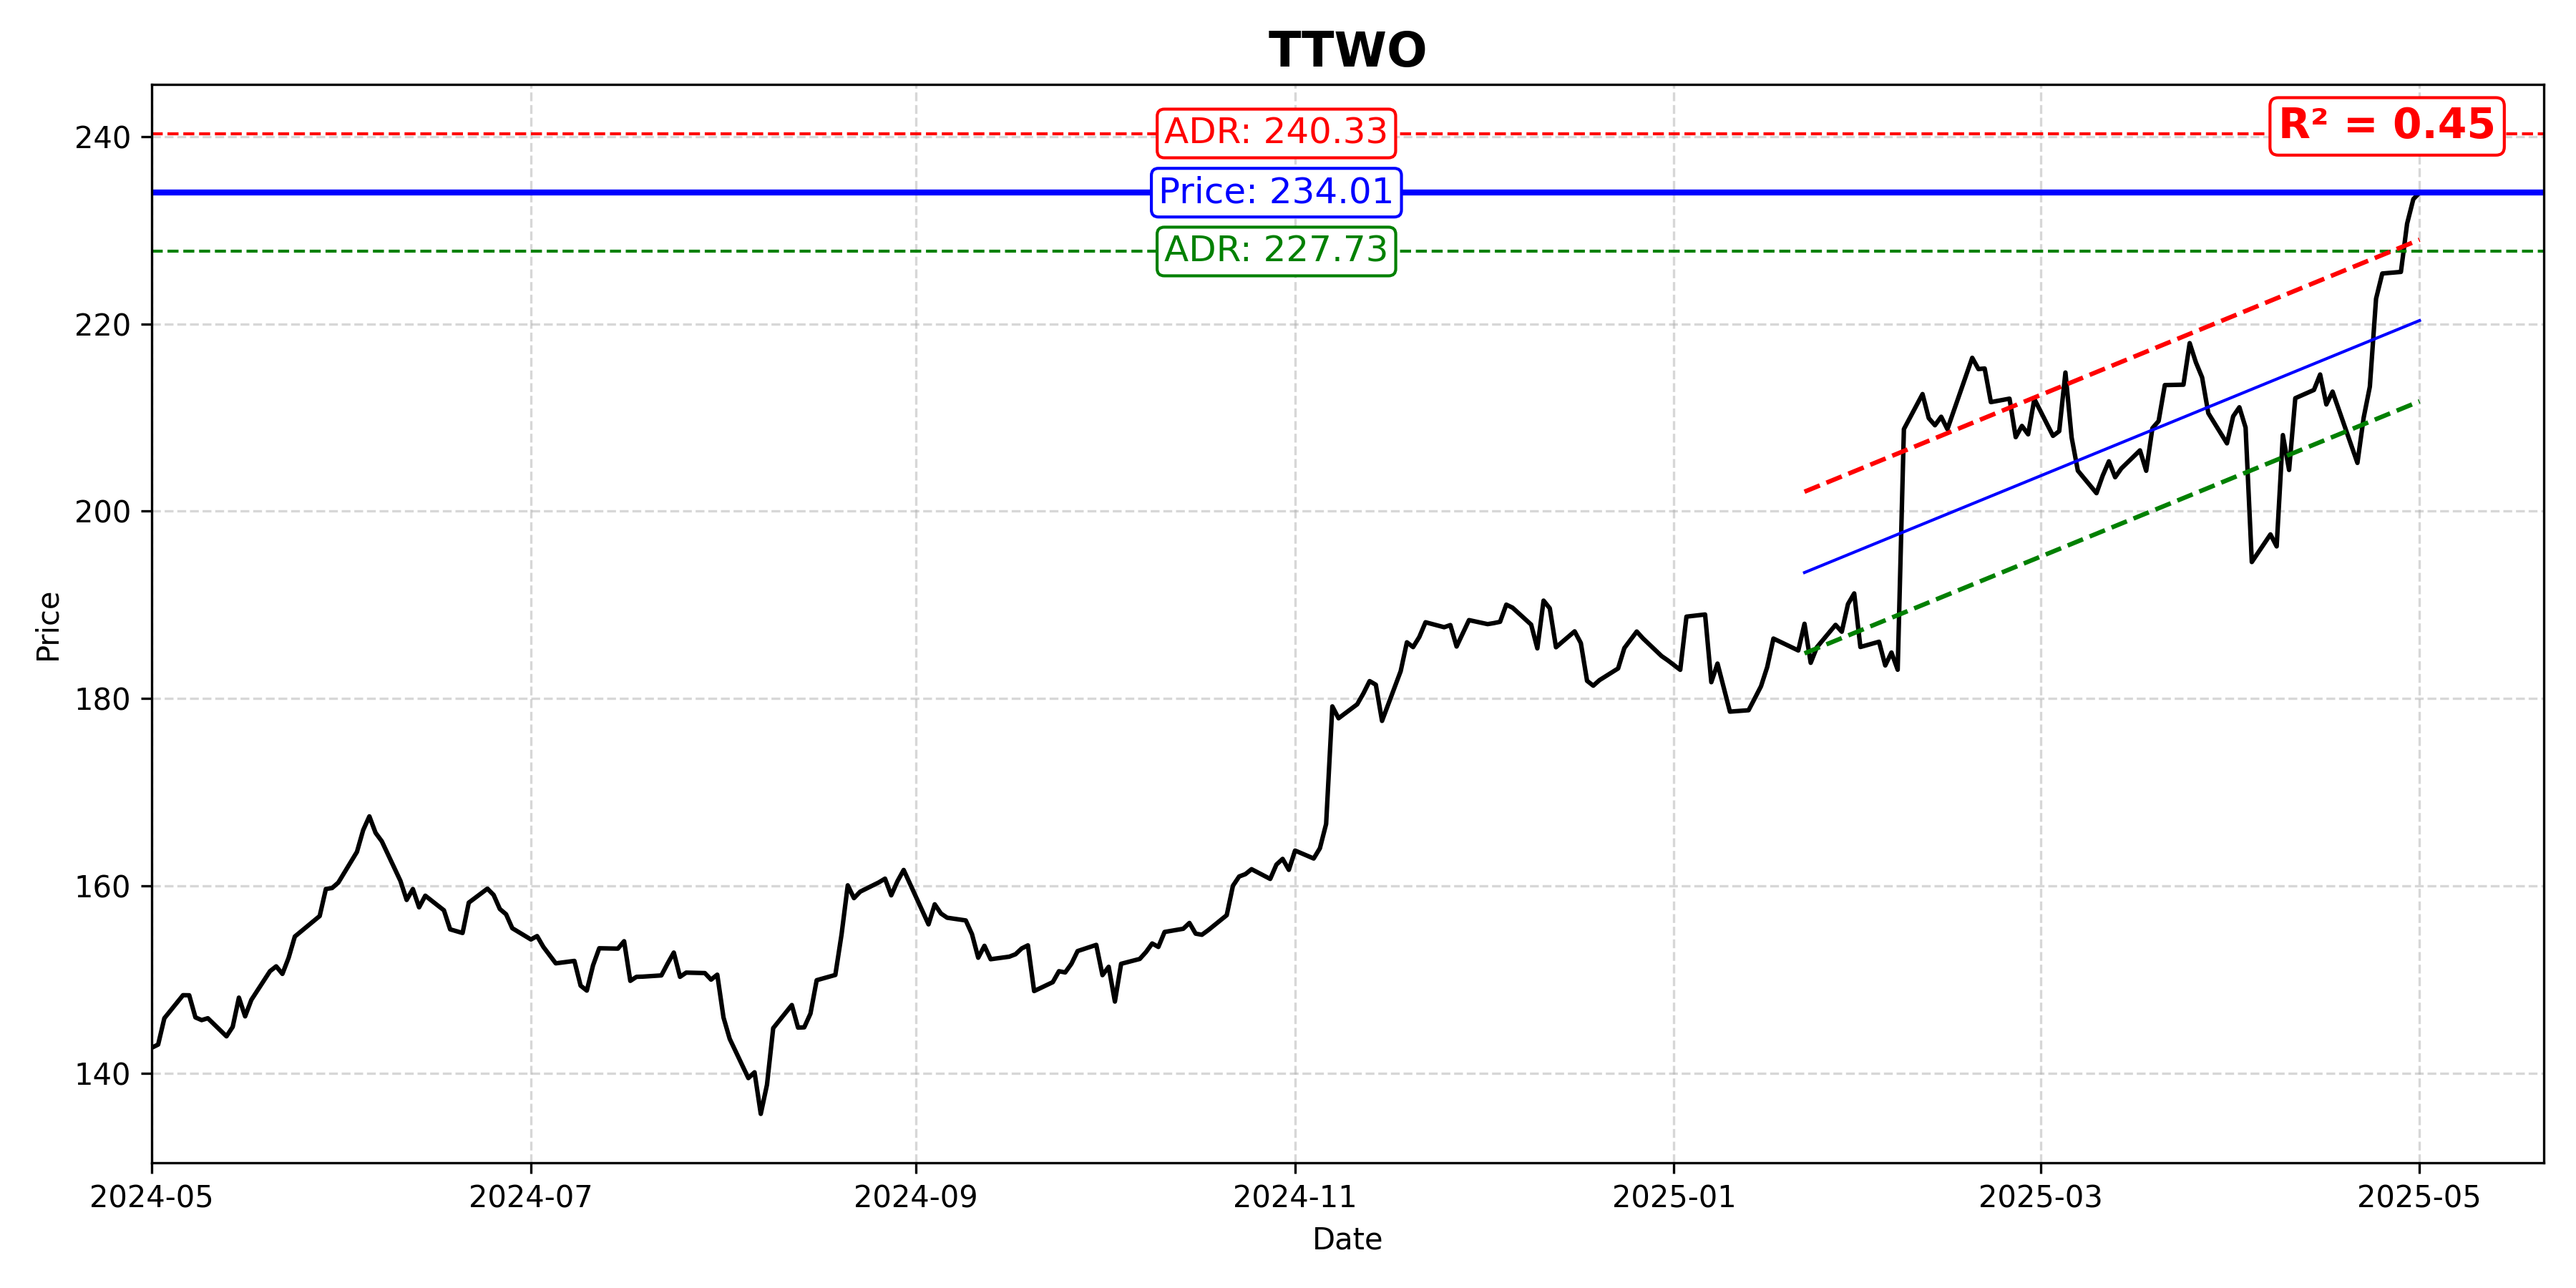 TTWO
ADR: 240.33
R² = 0.45
Price: 234.01
ADR: 227.73
240
220
200
180
160
140
Price
2024-05
2024-07
2024-09
2024-11
2025-01
2025-03
2025-05
Date